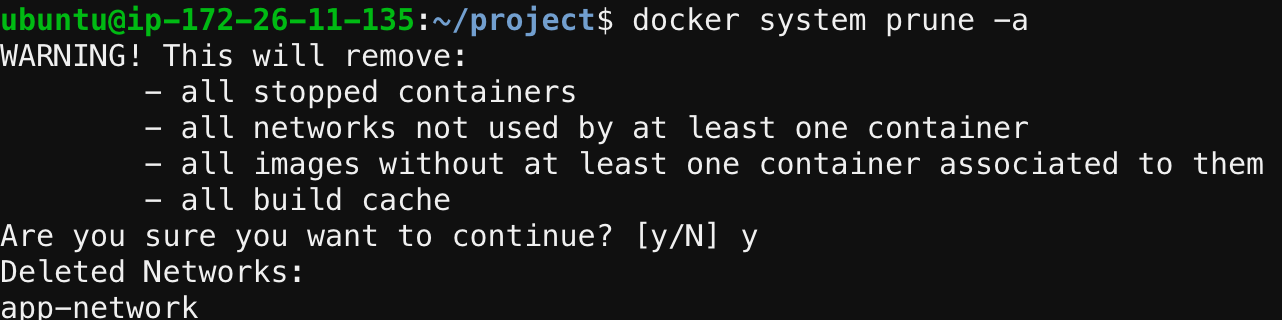 ubuntu@ip-172-26-11-135:~/project$ docker system prune -a
WARNING! This will remove:
        - all stopped containers
        - all networks not used by at least one container
        - all images without at least one container associated to them
        - all build cache
Are you sure you want to continue? [y/N] y
Deleted Networks:
app-network